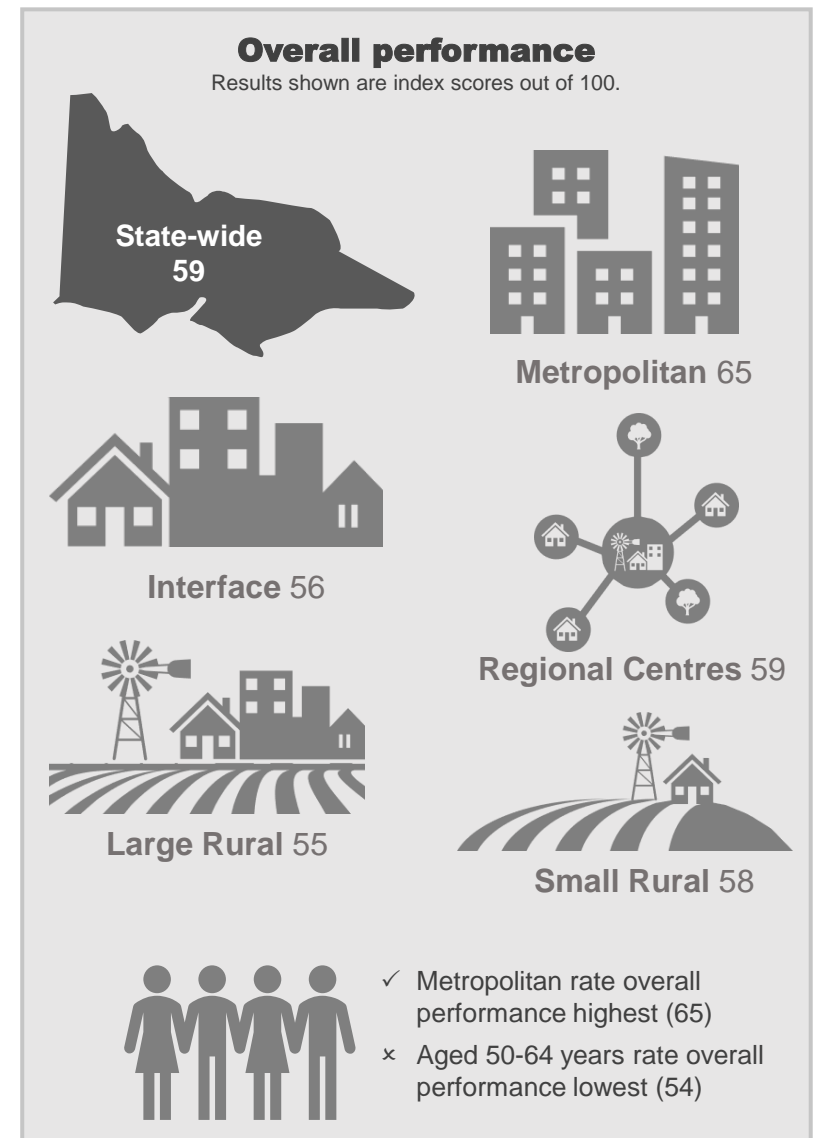 Overall performance
Results shown are index scores out of 100.
State-wide
59
Metropolitan 65
Interface 56
Regional Centres 59
Large Rural 55
Small Rural 58
✓ Metropolitan rate overall
performance highest (65)
× Aged 50-64 years rate overall
performance lowest (54)